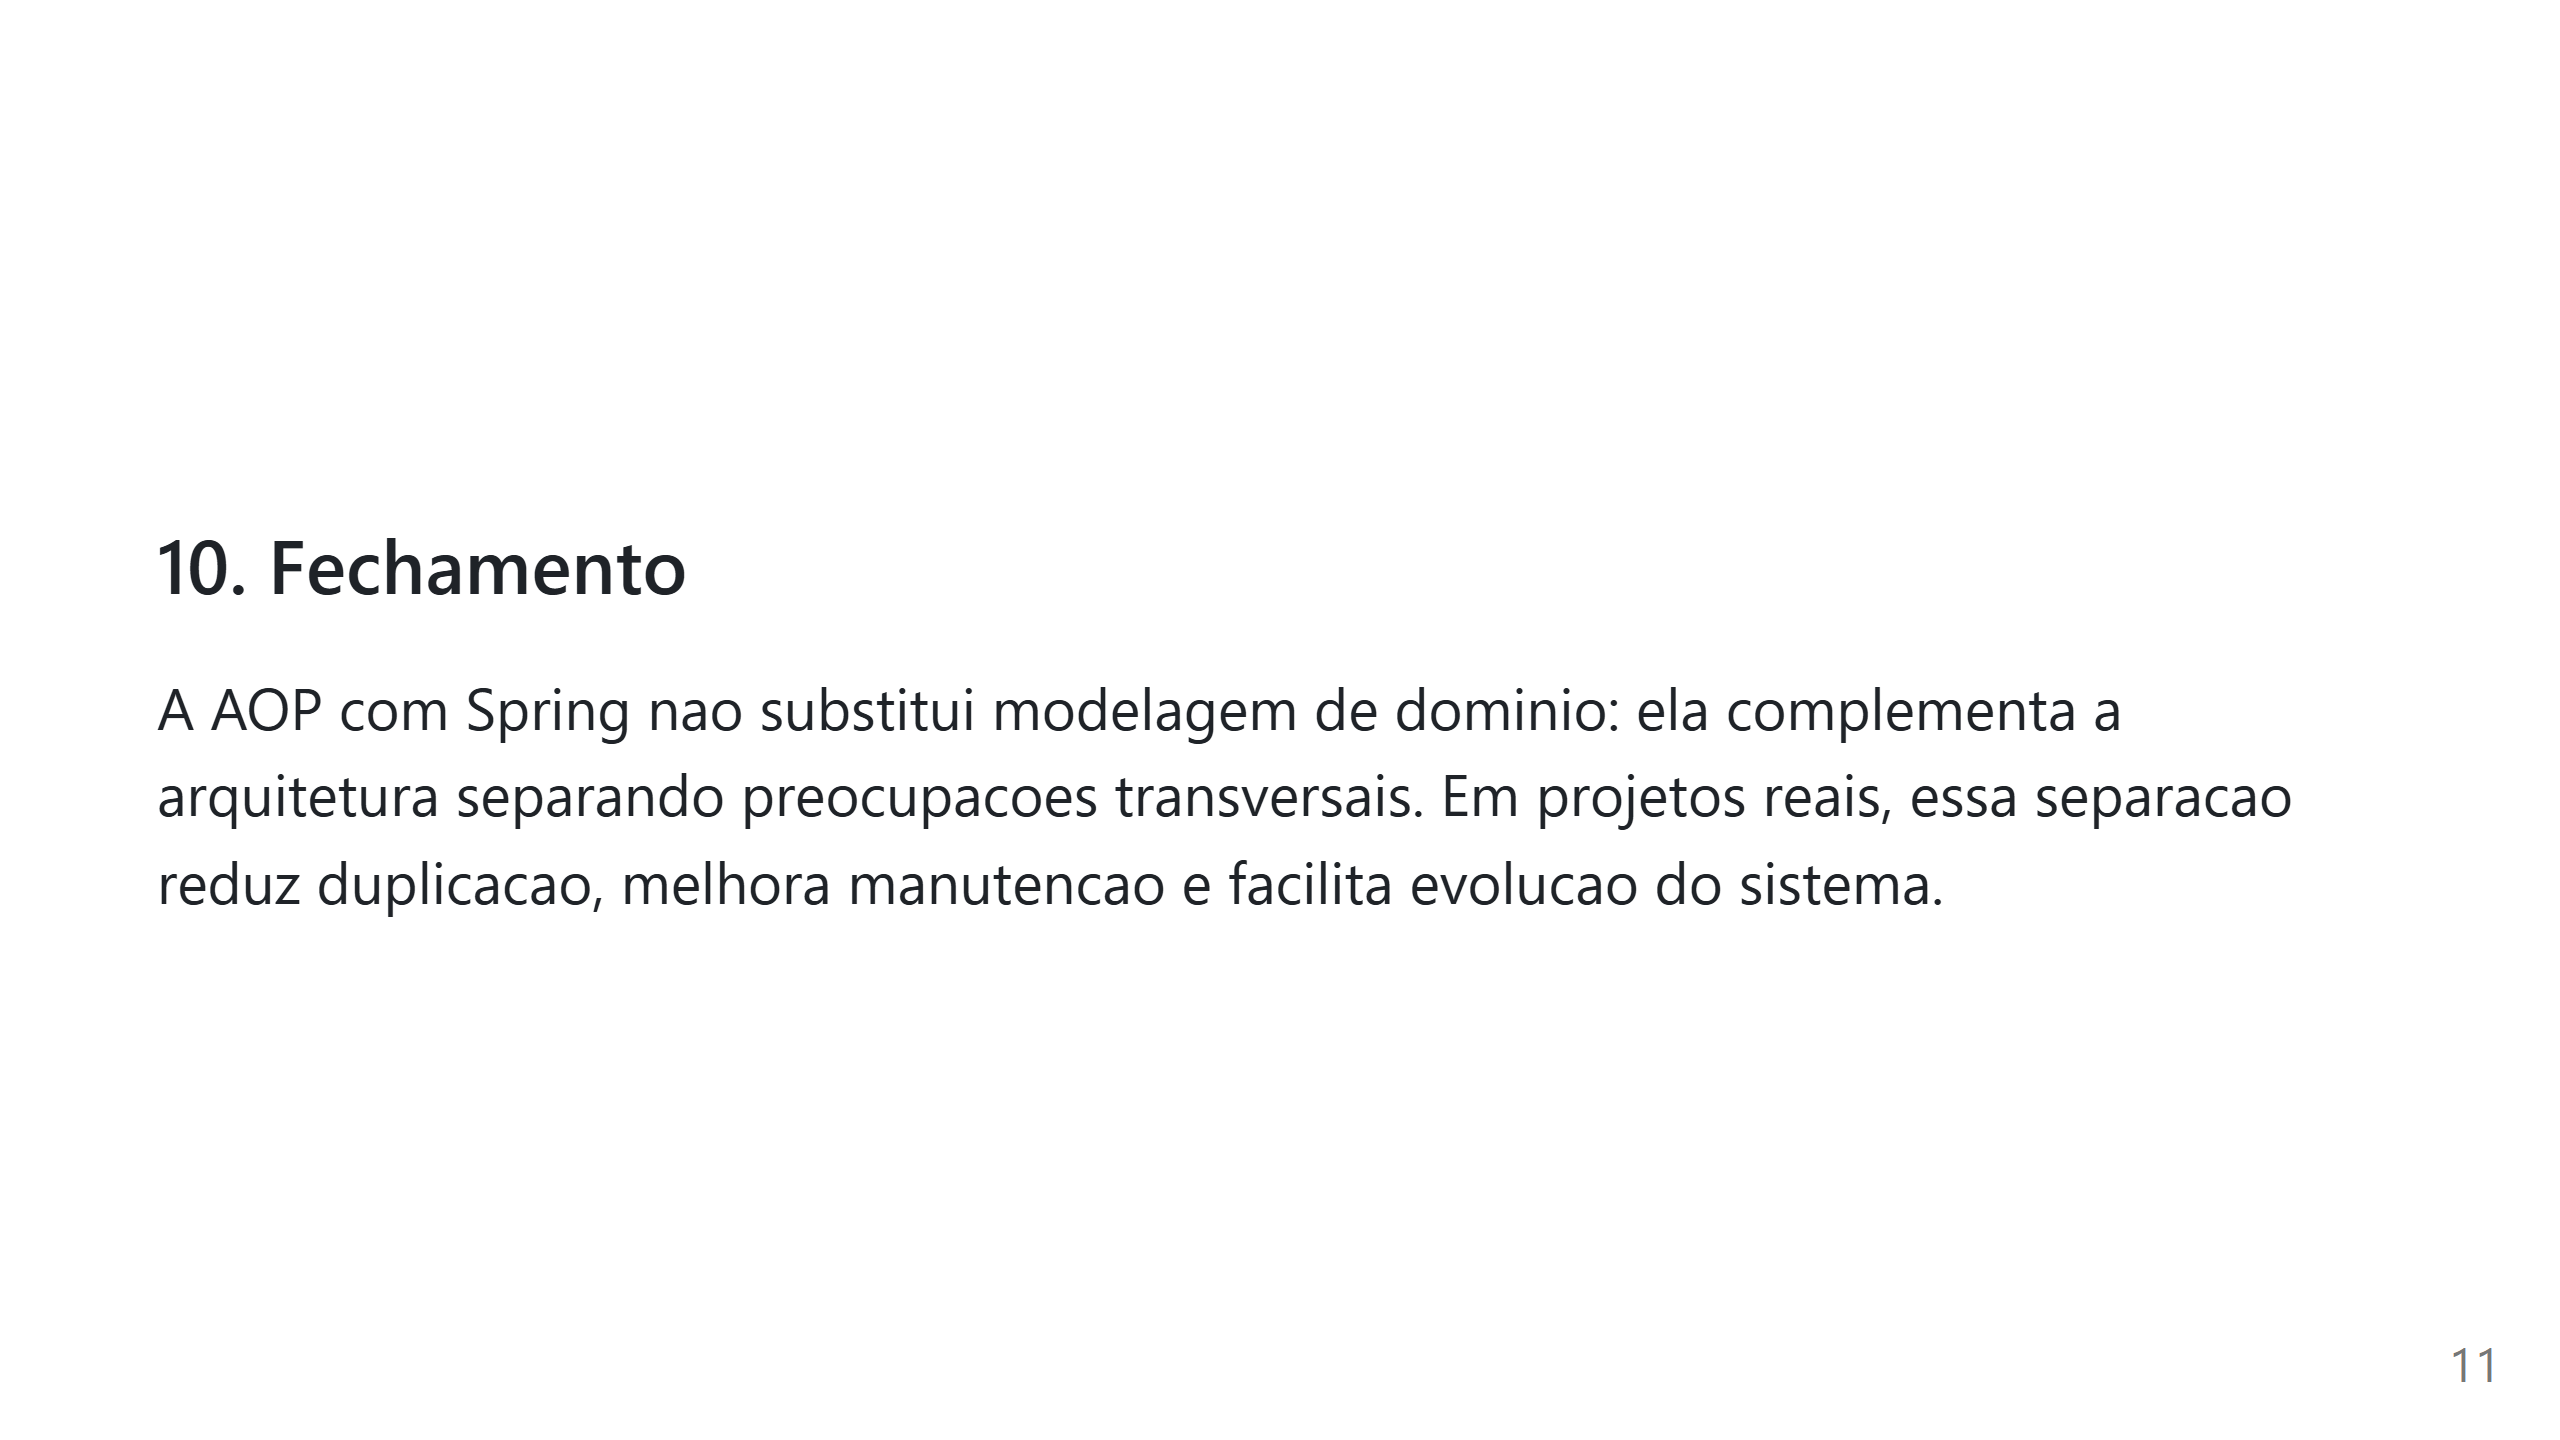 10. Fechamento
A AOP com Spring nao substitui modelagem de dominio: ela complementa a
arquitetura separando preocupacoes transversais. Em projetos reais, essa separacao
reduz duplicacao, melhora manutencao e facilita evolucao do sistema.
11